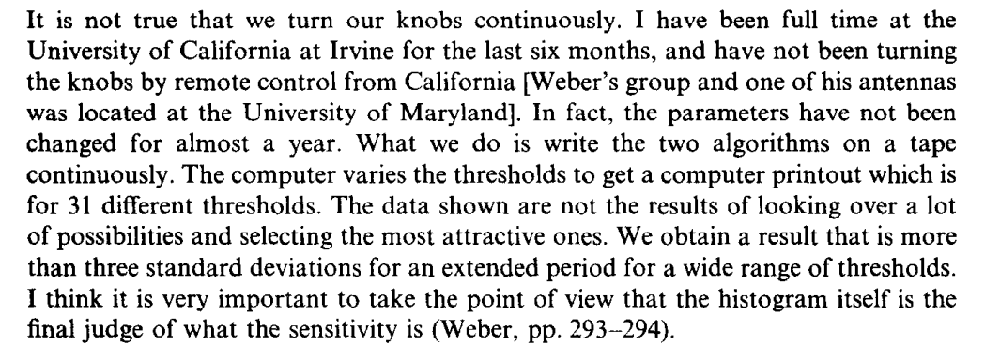 It is not true that we turn our knobs continuously. I have been full time at the
University of California at Irvine for the last six months, and have not been turning
the knobs by remote control from California [Weber's group and one of his antennas
was located at the University of Maryland]. In fact, the parameters have not been
changed for almost a year. What we do is write the two algorithms on a tape
continuously. The computer varies the thresholds to get a computer printout which is
for 31 different thresholds. The data shown are not the results of looking over a lot
of possibilities and selecting the most attractive ones. We obtain a result that is more
than three standard deviations for an extended period for a wide range of thresholds.
I think it is very important to take the point of view that the histogram itself is the
final judge of what the sensitivity is (Weber, pp. 293–294).